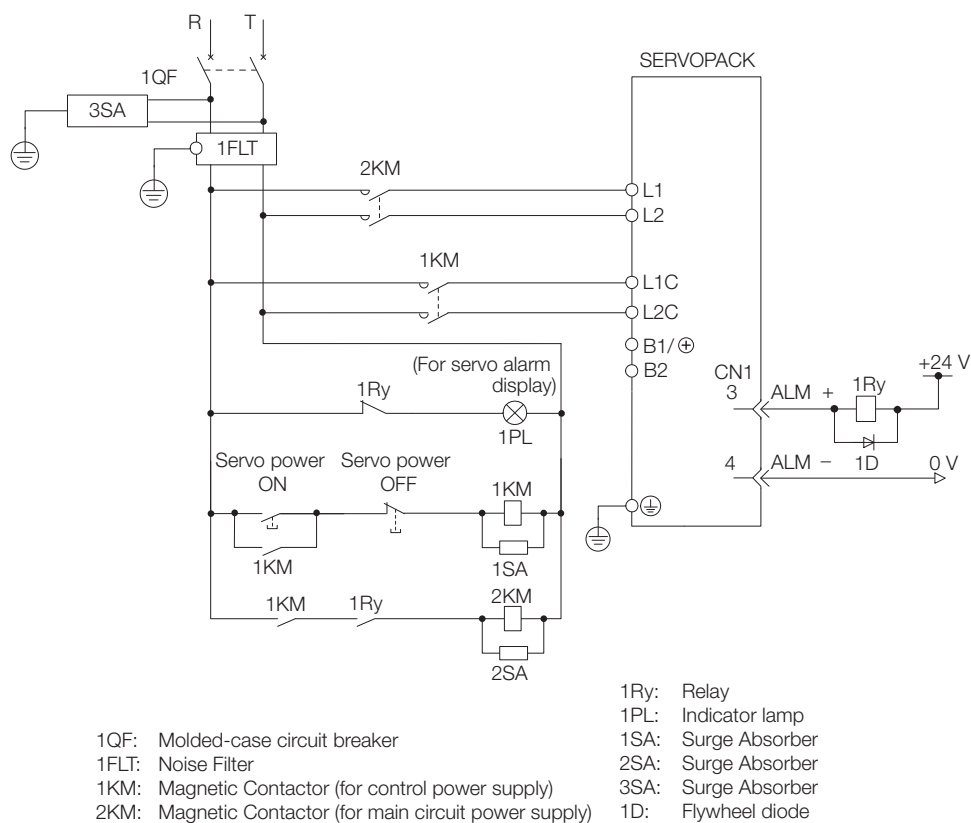 R T
1QF
SERVOPACK
3SA
1FLT
2KM
L1
L2
1KM
L1C
L2C
B1/⊕
B2
(For servo alarm
display)
1Ry
1PL
CN1
+24 V
3 ALM + 1Ry
1D
4 ALM − 0 V
Servo power
ON
Servo power
OFF
1KM
1KM
1SA
1KM 1Ry 2KM
2SA
1QF: Molded-case circuit breaker
1FLT: Noise Filter
1KM: Magnetic Contactor (for control power supply)
2KM: Magnetic Contactor (for main circuit power supply)
1Ry: Relay
1PL: Indicator lamp
1SA: Surge Absorber
2SA: Surge Absorber
3SA: Surge Absorber
1D: Flywheel diode